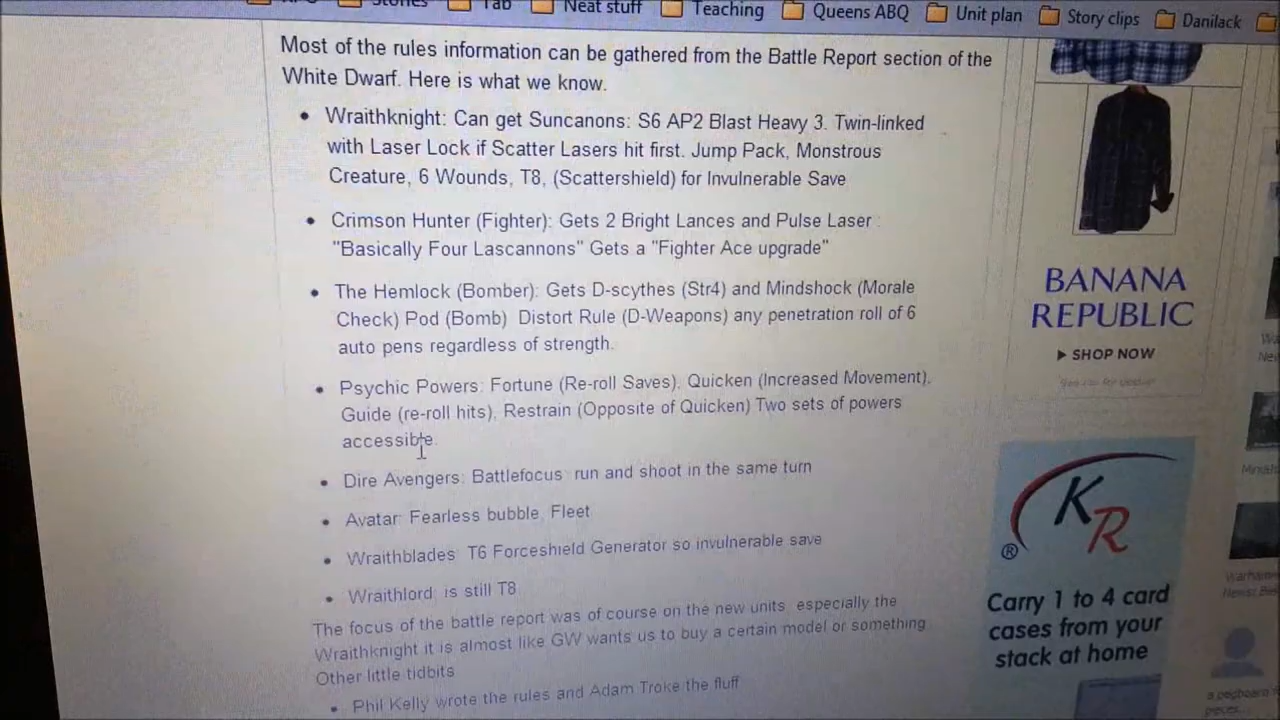 Stories
Tab
Neat stuff
Teaching
Queens ABQ
Unit plan
Story clips
Danilack
Most of the rules information can be gathered from the Battle Report section of the
White Dwarf. Here is what we know.
Wraithknight: Can get Suncanons: S6 AP2 Blast Heavy 3. Twin-linked
with Laser Lock if Scatter Lasers hit first. Jump Pack, Monstrous
Creature, 6 Wounds, T8, (Scattershield) for Invulnerable Save
Crimson Hunter (Fighter): Gets 2 Bright Lances and Pulse Laser :
"Basically Four Lascannons" Gets a "Fighter Ace upgrade"
The Hemlock (Bomber): Gets D-scythes (Str4) and Mindshock (Morale
Check) Pod (Bomb) Distort Rule (D-Weapons) any penetration roll of 6
auto pens regardless of strength.
Psychic Powers: Fortune (Re-roll Saves), Quicken (Increased Movement),
Guide (re-roll hits), Restrain (Opposite of Quicken) Two sets of powers
accessible.
Dire Avengers: Battlefocus: run and shoot in the same turn
Avatar: Fearless bubble, Fleet
Wraithblades: T6 Forceshield Generator so invulnerable save
Wraithlord: is still T8
The focus of the battle report was of course on the new units, especially the
Wraithknight it is almost like GW wants us to buy a certain model or something.
Other little tidbits
Phil Kelly wrote the rules and Adam Troke the fluff
BANANA
REPUBLIC
▶ SHOP NOW
KR
®
Carry 1 to 4 card
cases from your
stack at home